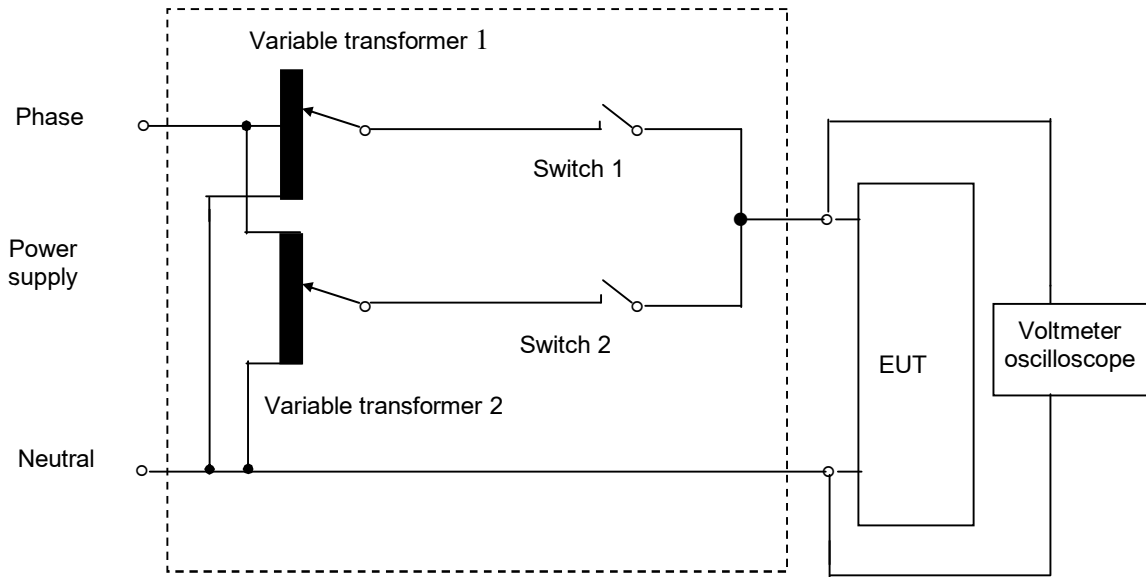 Variable transformer 1
Phase
Switch 1
Power
supply
Switch 2
Voltmeter
oscilloscope
EUT
Variable transformer 2
Neutral